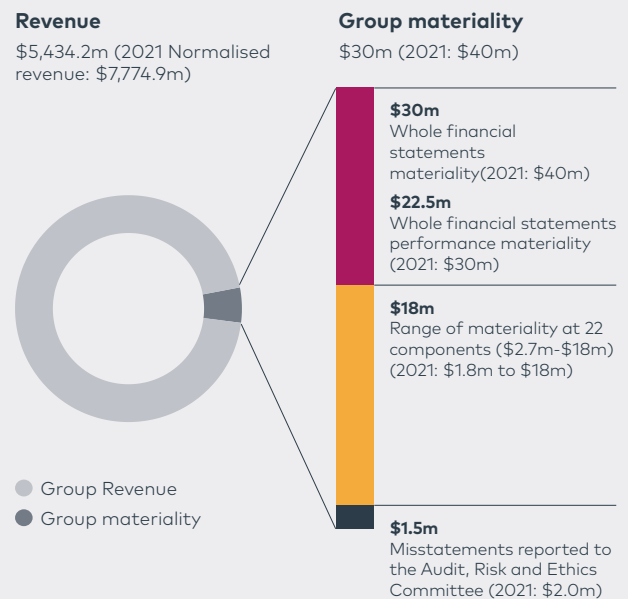 Revenue
$5,434.2m (2021 Normalised
revenue: $7,774.9m)
Group Revenue
Group materiality
Group materiality
$30m (2021: $40m)
$30m
Whole financial
statements
materiality(2021: $40m)
$22.5m
Whole financial statements
performance materiality
(2021: $30m)
$18m
Range of materiality at 22
components ($2.7m-$18m)
(2021: $1.8m to $18m)
$1.5m
Misstatements reported to
the Audit, Risk and Ethics
Committee (2021: $2.0m)